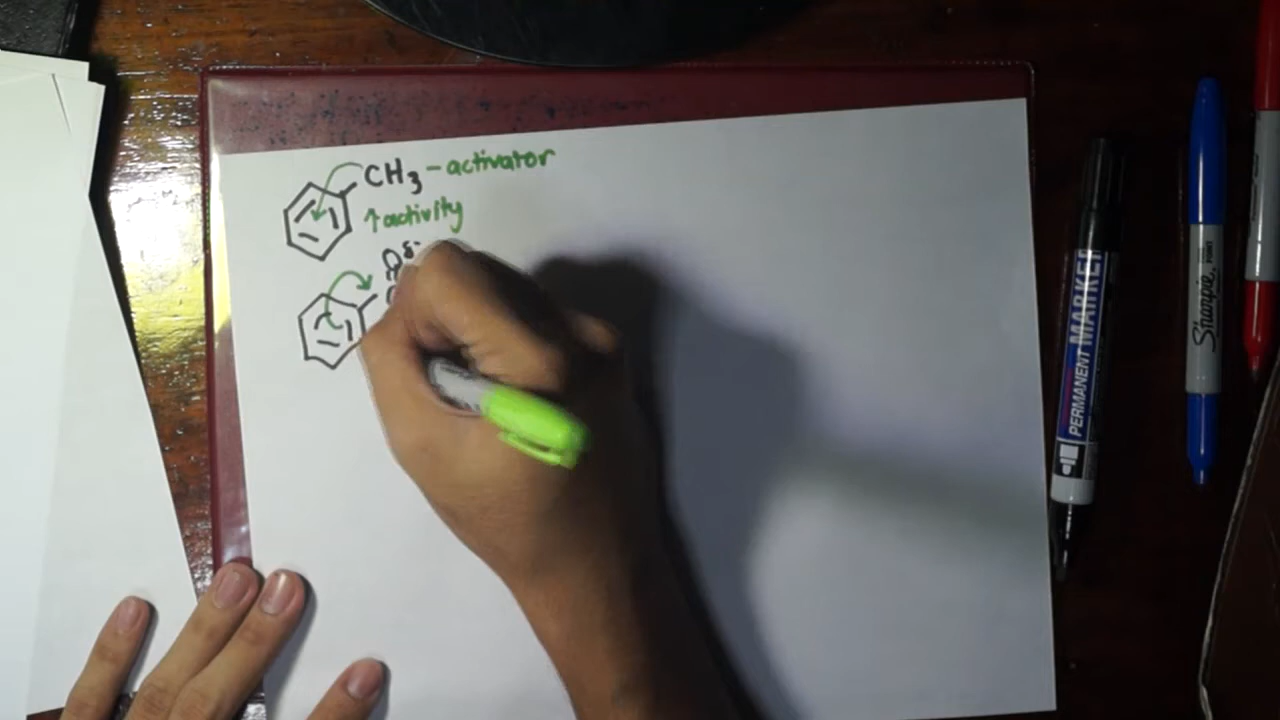 CH3 - activator
↑ activity
O δ-
PERMANENT MARKER
Sharpie